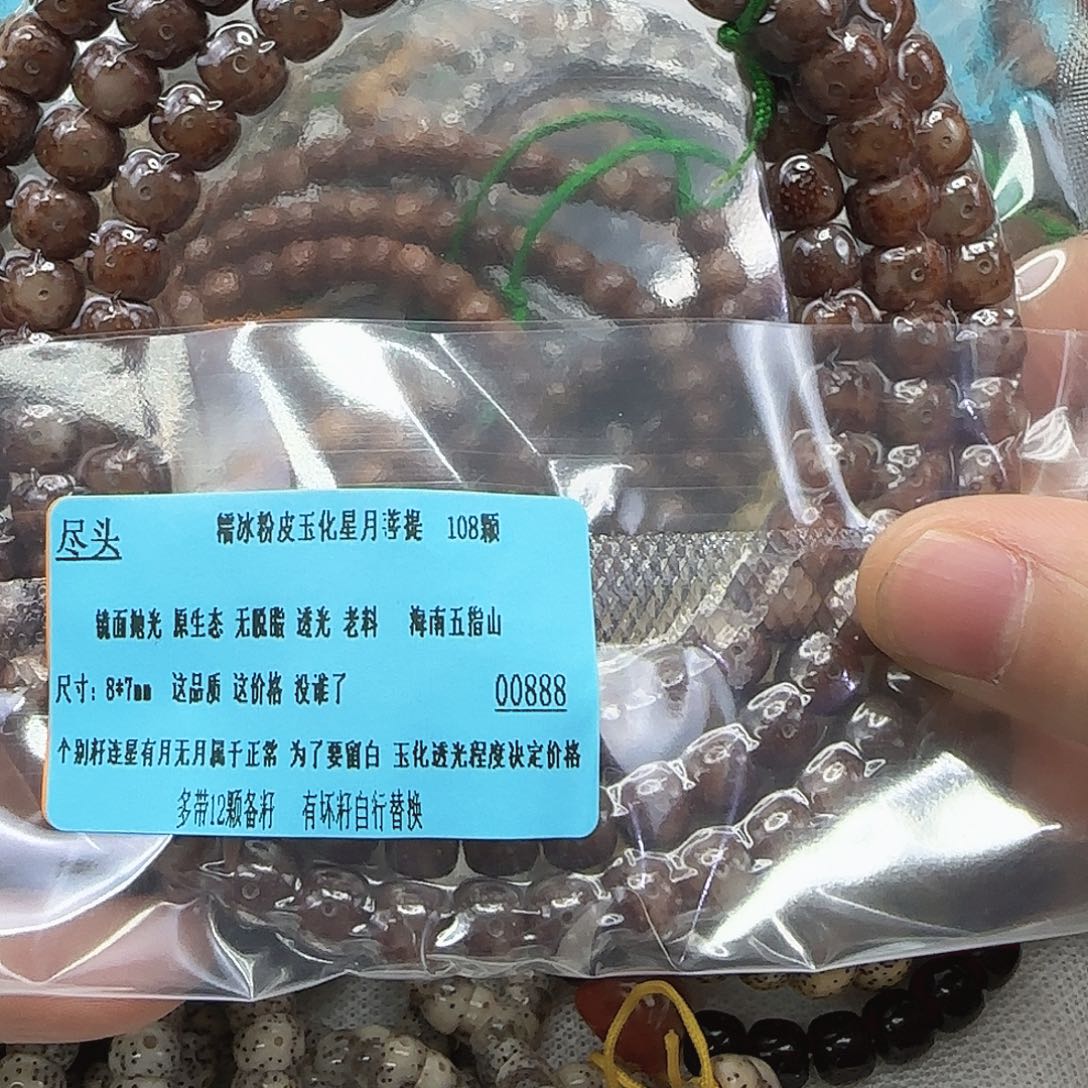 尽头 糯冰粉皮玉化星月菩提 108颗
镜面抛光 原生态 无脱脂 透光 老料 海南五指山
尺寸：8*7mm 这品质 这价格 没谁了 00888
个别籽连星有月无月属于正常 为了要留白 玉化透光程度决定价格
多带12颗备籽 有坏籽自行替换